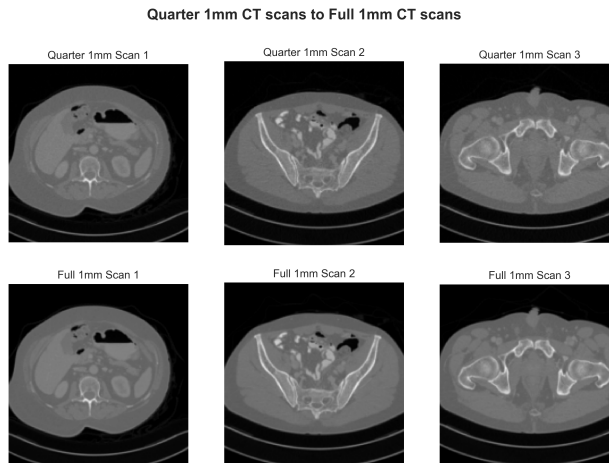 Quarter 1mm CT scans to Full 1mm CT scans
Quarter 1mm Scan 1
Quarter 1mm Scan 2
Quarter 1mm Scan 3
Full 1mm Scan 1
Full 1mm Scan 2
Full 1mm Scan 3